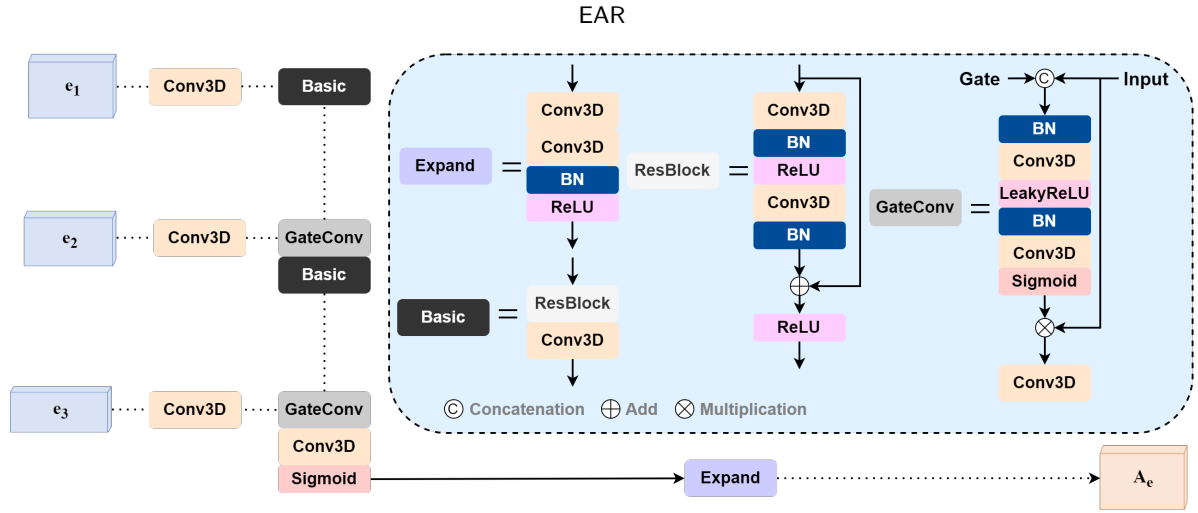 EAR
e1 Conv3D Basic
e2 Conv3D GateConv
Basic
e3 Conv3D GateConv
Conv3D
Sigmoid
Expand
Ae
Expand =
Conv3D
Conv3D
BN
ReLU
Basic =
ResBlock
Conv3D
ResBlock =
Conv3D
BN
ReLU
Conv3D
BN
ReLU
GateConv =
Gate C Input
BN
Conv3D
LeakyReLU
BN
Conv3D
Sigmoid
Conv3D
C Concatenation Add Multiplication